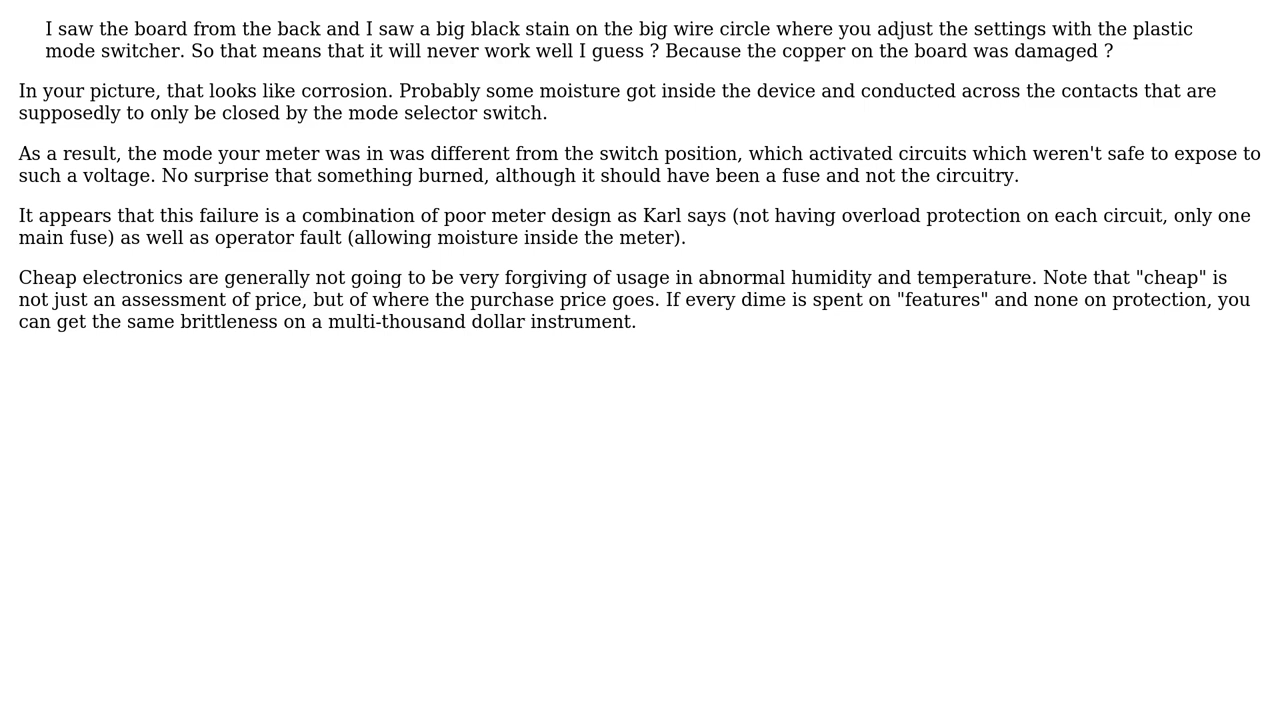 I saw the board from the back and I saw a big black stain on the big wire circle where you adjust the settings with the plastic
mode switcher. So that means that it will never work well I guess ? Because the copper on the board was damaged ?
In your picture, that looks like corrosion. Probably some moisture got inside the device and conducted across the contacts that are
supposedly to only be closed by the mode selector switch.
As a result, the mode your meter was in was different from the switch position, which activated circuits which weren't safe to expose to
such a voltage. No surprise that something burned, although it should have been a fuse and not the circuitry.
It appears that this failure is a combination of poor meter design as Karl says (not having overload protection on each circuit, only one
main fuse) as well as operator fault (allowing moisture inside the meter).
Cheap electronics are generally not going to be very forgiving of usage in abnormal humidity and temperature. Note that "cheap" is
not just an assessment of price, but of where the purchase price goes. If every dime is spent on "features" and none on protection, you
can get the same brittleness on a multi-thousand dollar instrument.